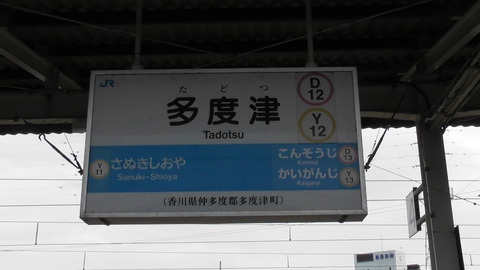 JR
たどつ
多度津
Tadotsu
D
12
Y
12
Y
11
さぬきしおや
Sanuki-Shioya
こんぞうじ
Konzoji
D
13
かいがんじ
Kaiganji
Y
13
(香川県仲多度郡多度津町)